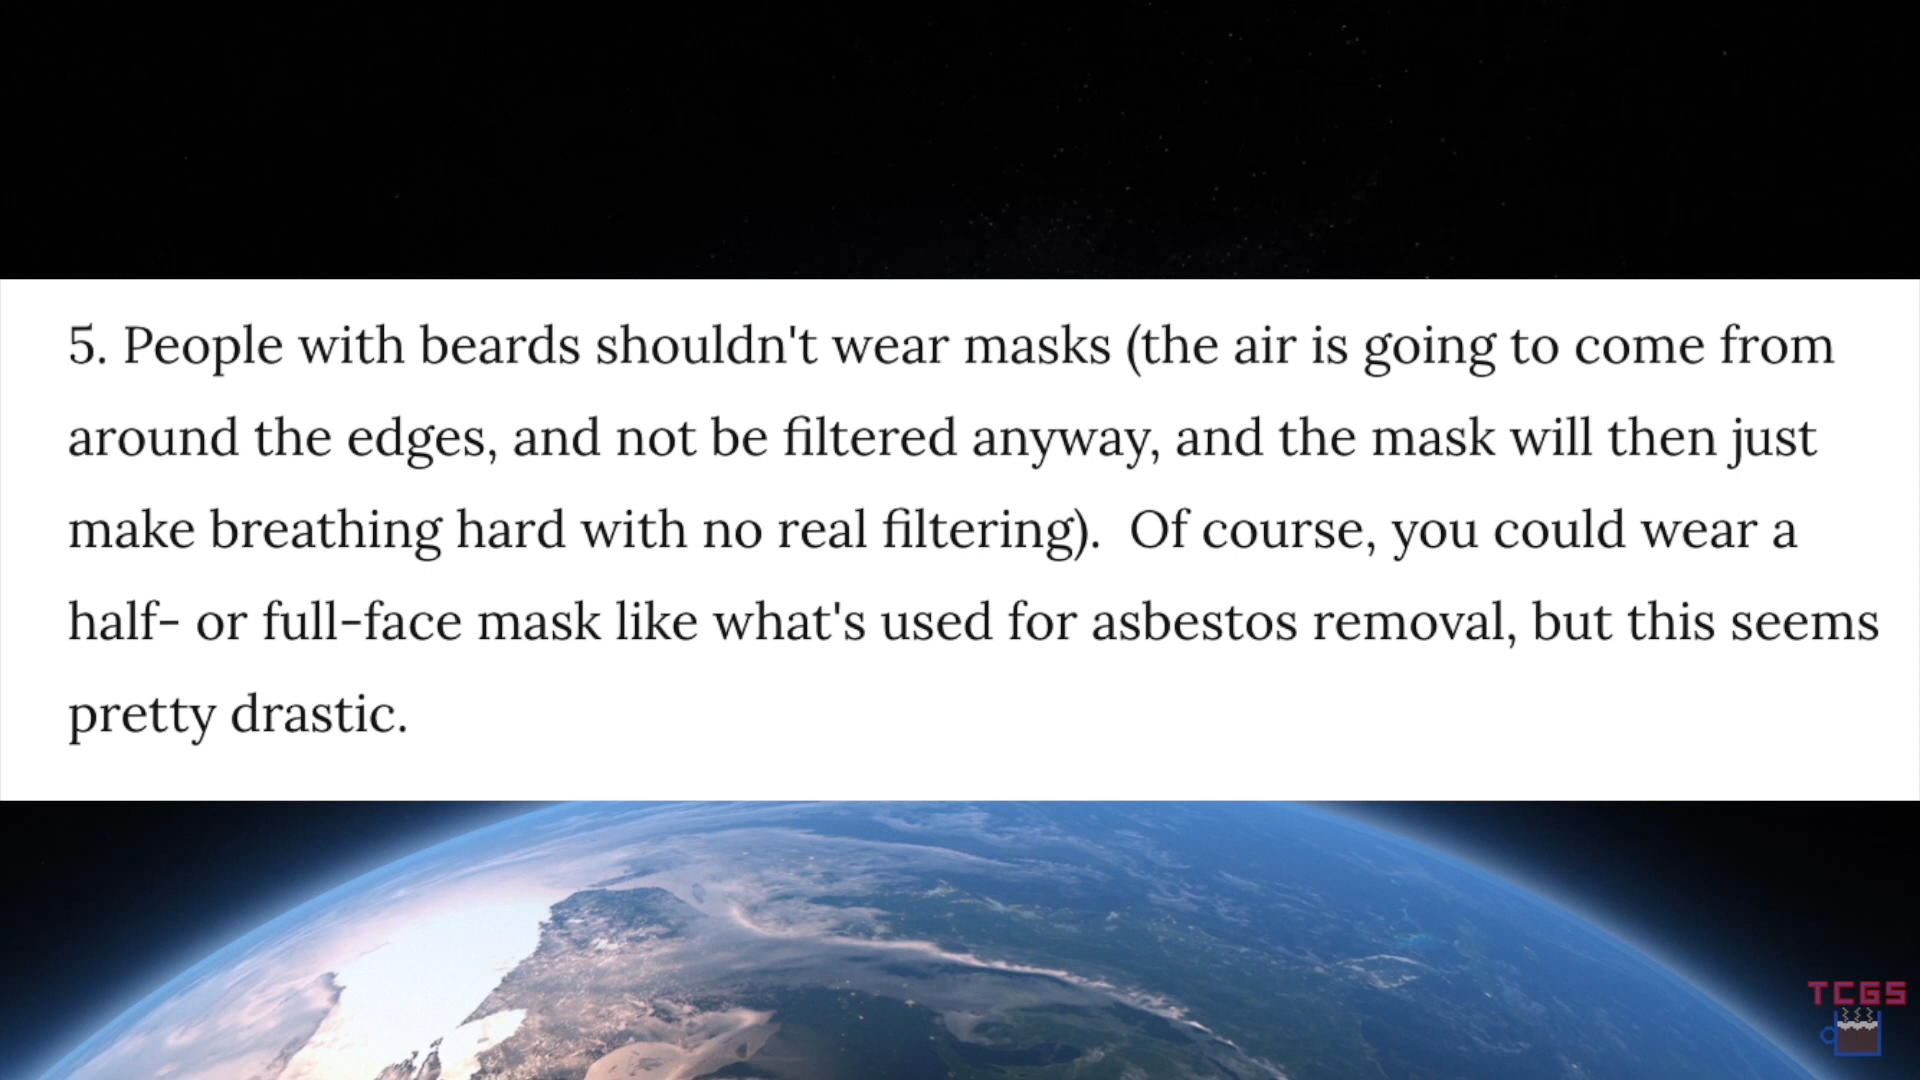 5. People with beards shouldn't wear masks (the air is going to come from
around the edges, and not be filtered anyway, and the mask will then just
make breathing hard with no real filtering).  Of course, you could wear a
half- or full-face mask like what's used for asbestos removal, but this seems
pretty drastic.
TCGS